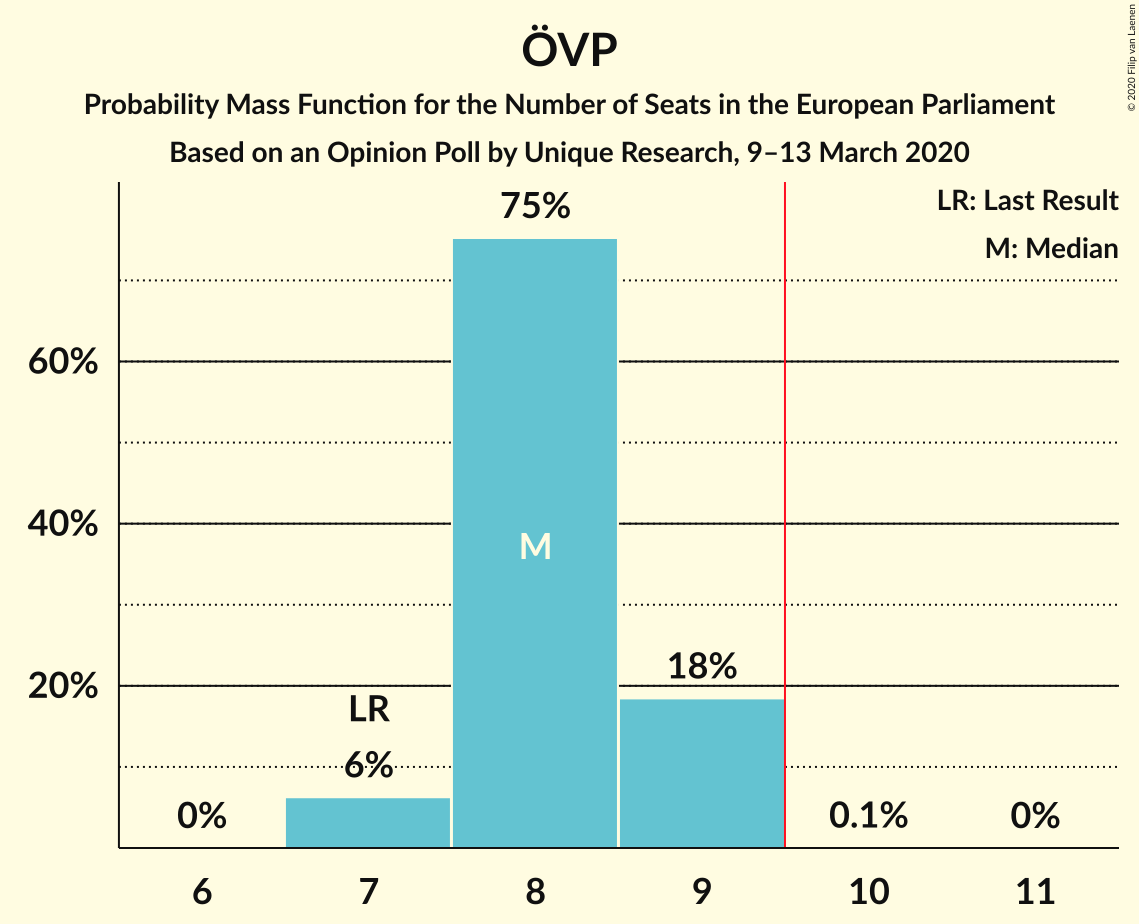 ÖVP
Probability Mass Function for the Number of Seats in the European Parliament
Based on an Opinion Poll by Unique Research, 9–13 March 2020
© 2020 Filip van Laenen
LR: Last Result
M: Median
75%
60%
40%
M
18%
20%
LR
6%
0%
0.1%
0%
6 7 8 9 10 11